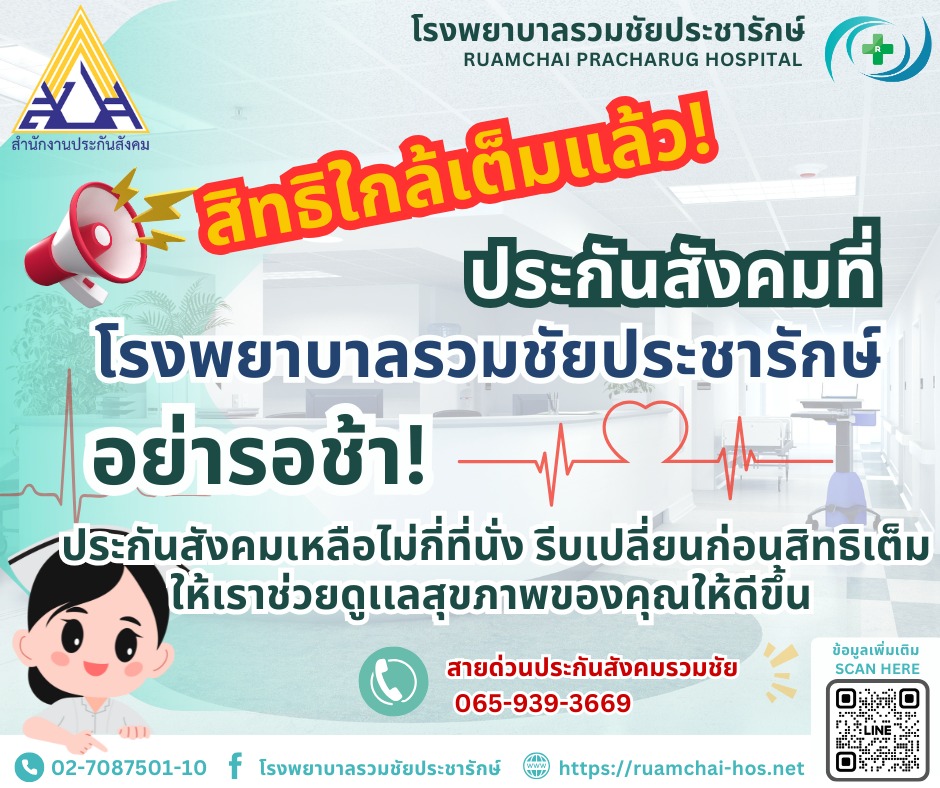 โรงพยาบาลรวมชัยประชารักษ์
RUAMCHAI PRACHARUG HOSPITAL
R
สปส
สำนักงานประกันสังคม
สิทธิใกล้เต็มแล้ว!
ประกันสังคมที่
โรงพยาบาลรวมชัยประชารักษ์
อย่ารอช้า!
ประกันสังคมเหลือไม่กี่ที่นั่ง รีบเปลี่ยนก่อนสิทธิเต็ม
ให้เราช่วยดูแลสุขภาพของคุณให้ดีขึ้น
สายด่วนประกันสังคมรวมชัย
065-939-3669
ข้อมูลเพิ่มเติม
SCAN HERE
LINE
02-7087501-10 f โรงพยาบาลรวมชัยประชารักษ์ www https://ruamchai-hos.net